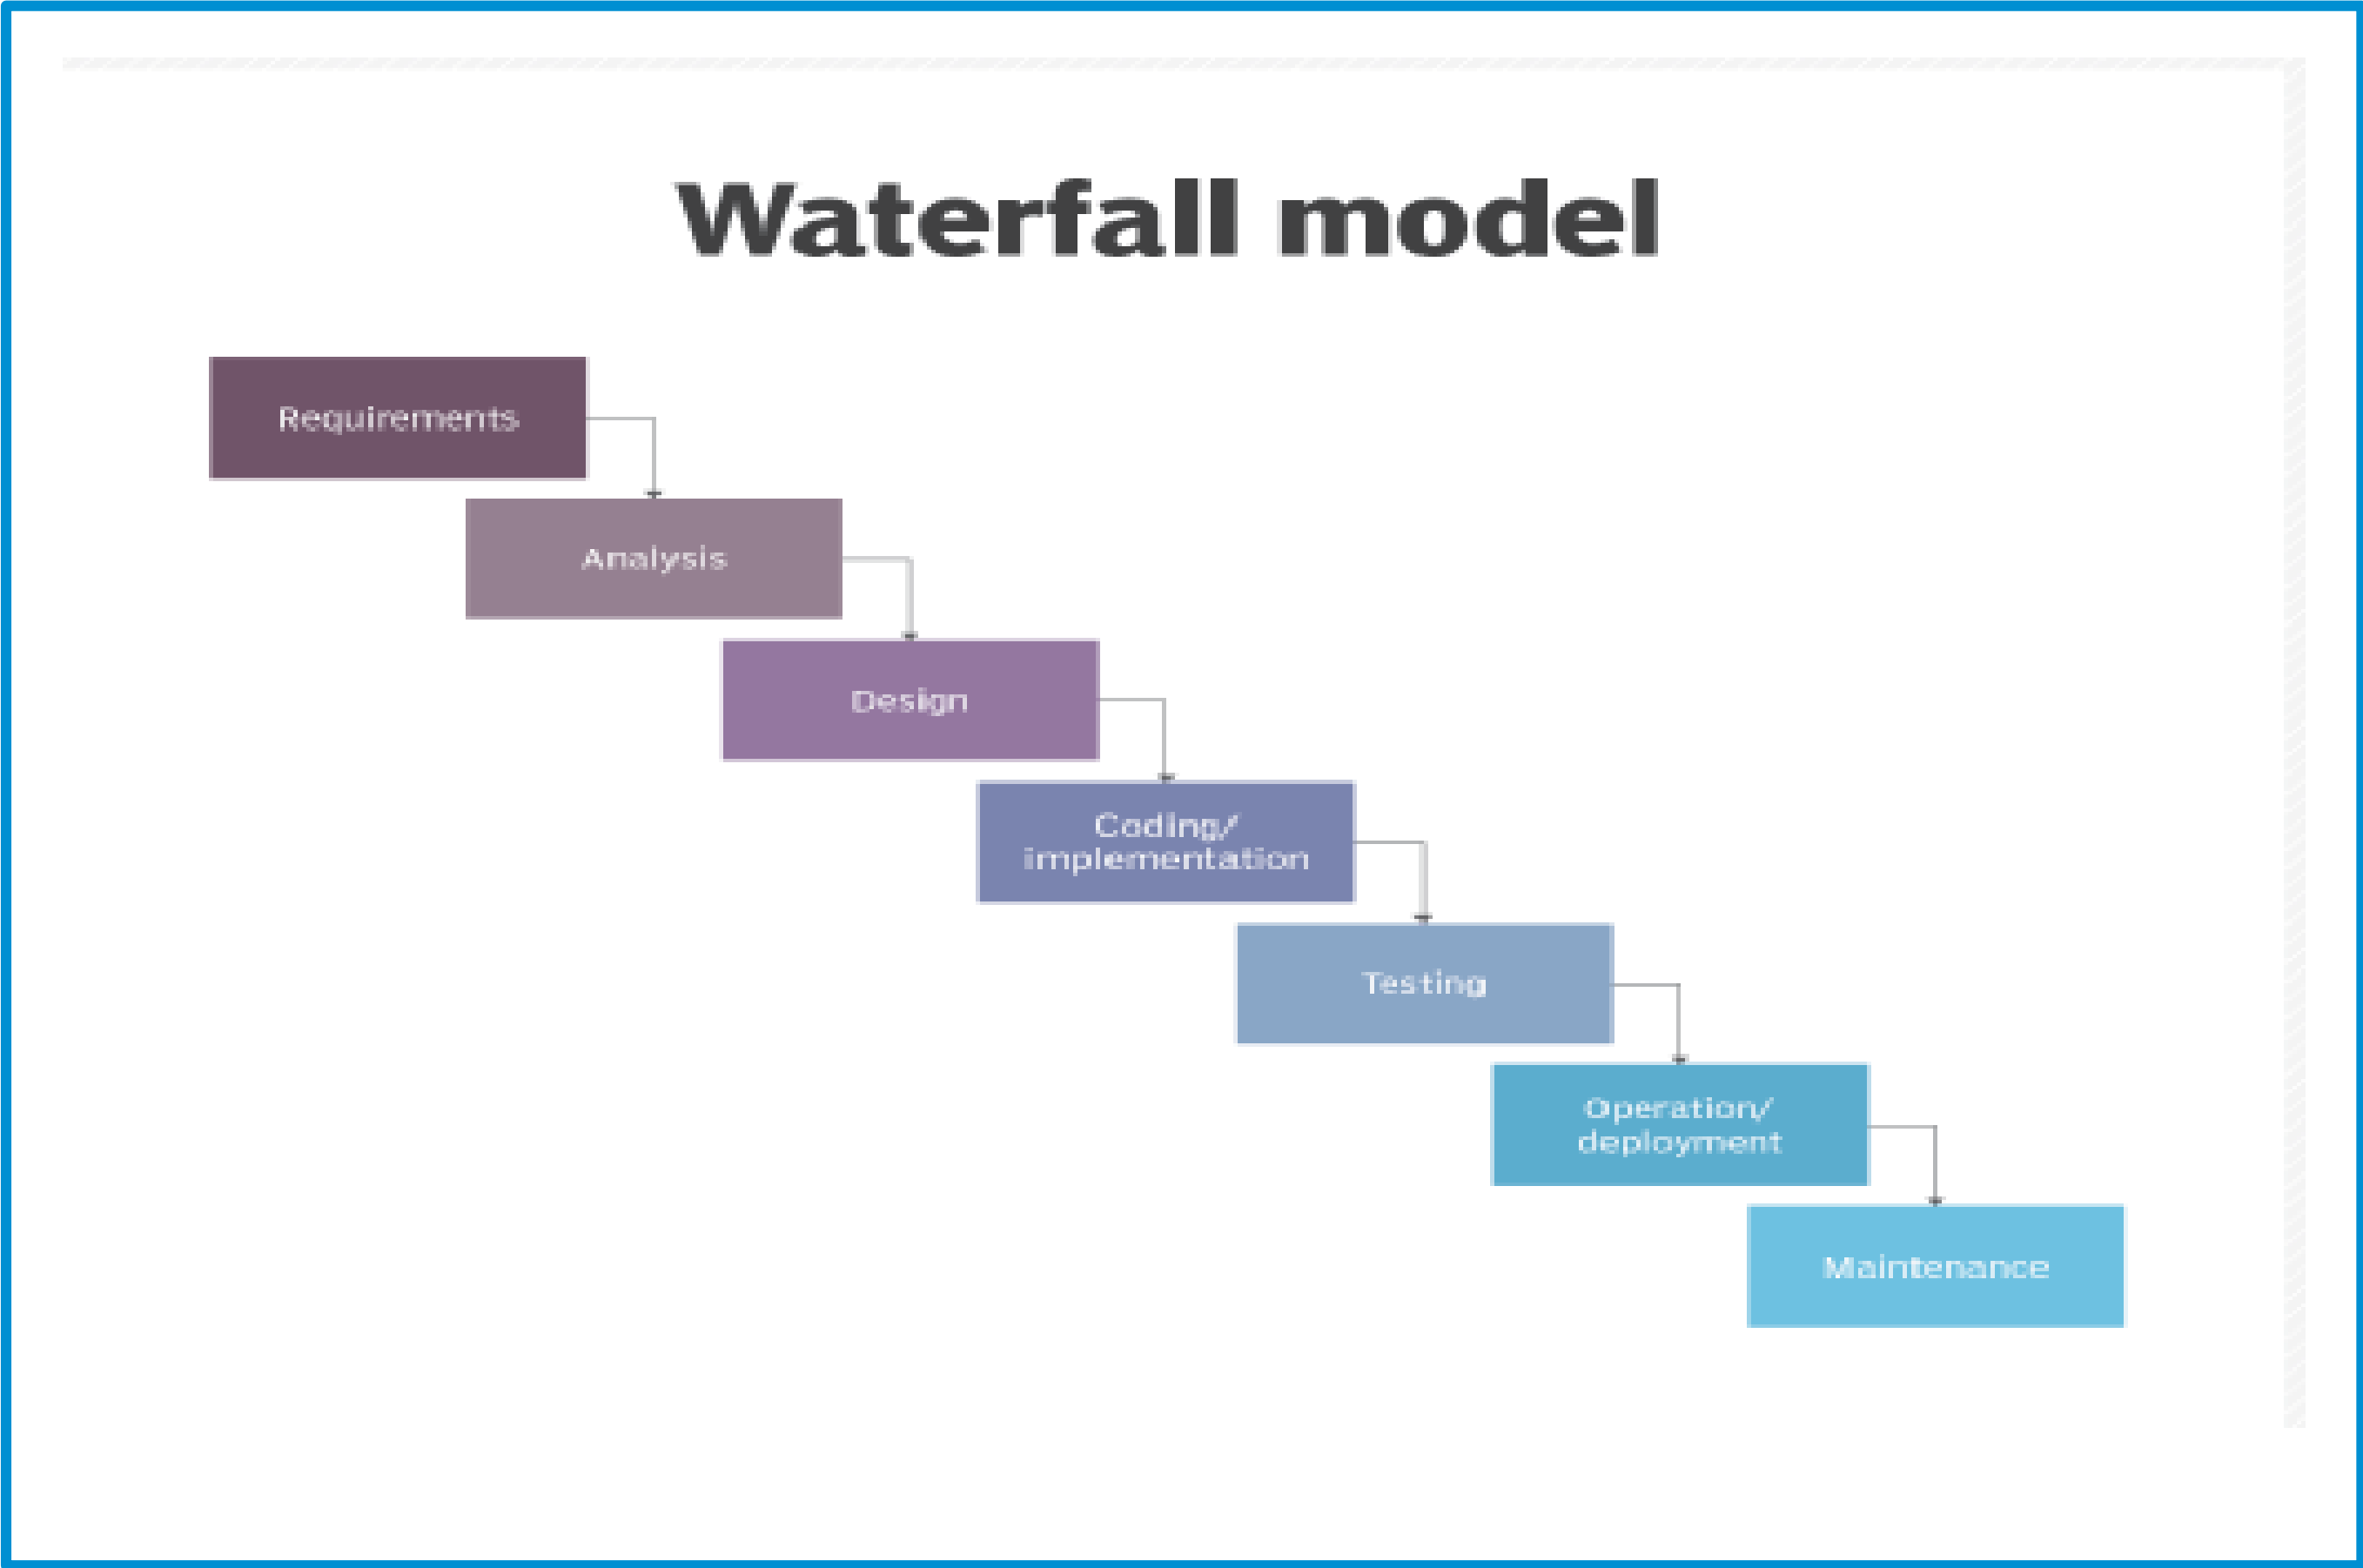 Waterfall model
Requirements
Analysis
Design
Coding/
implementation
Testing
Operation/
deployment
Maintenance